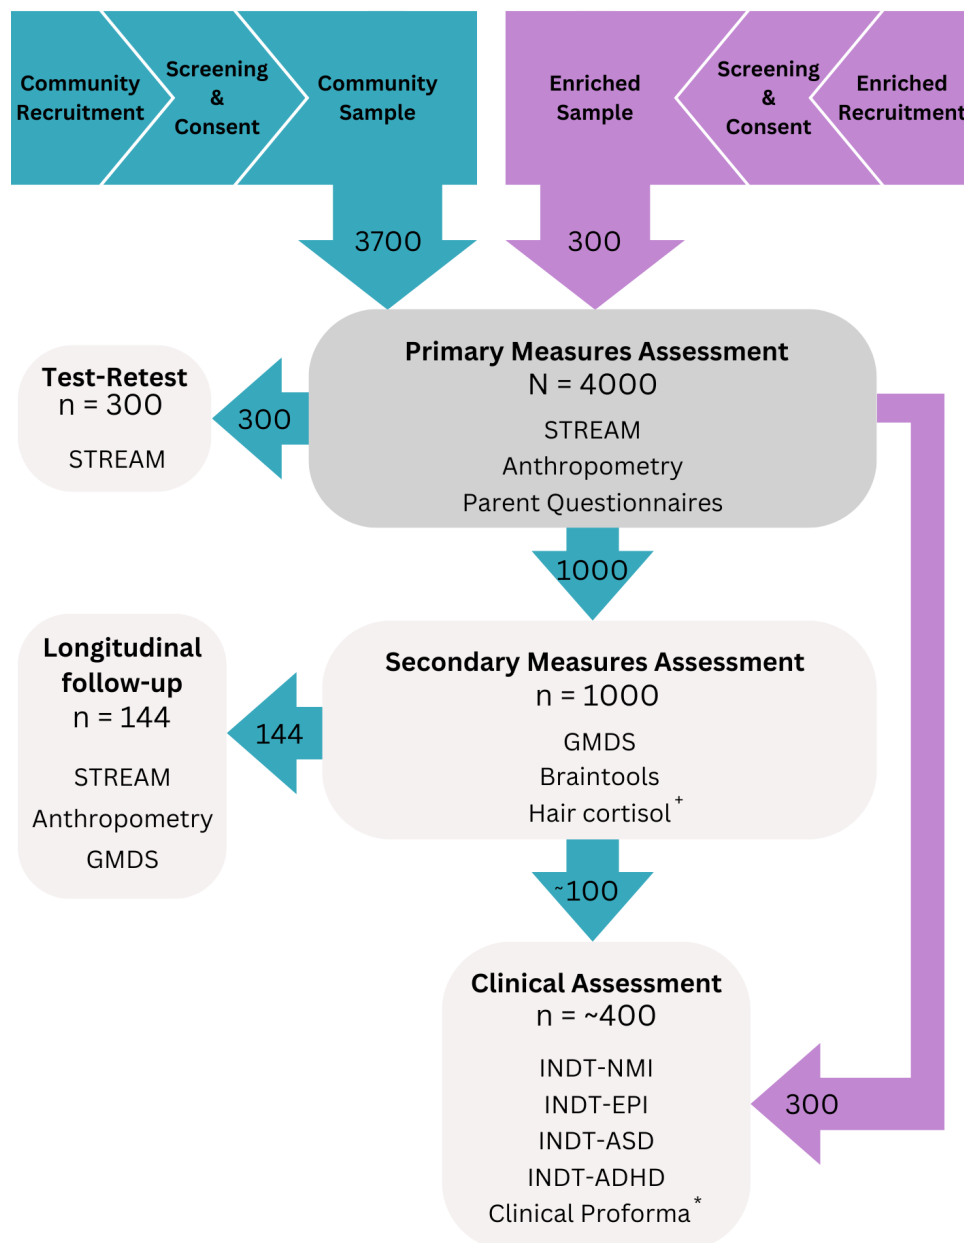 Community
Recruitment
Screening
&
Consent
Community
Sample
Enriched
Sample
Screening
&
Consent
Enriched
Recruitment
3700
300
Primary Measures Assessment
N = 4000
STREAM
Anthropometry
Parent Questionnaires
300
Test-Retest
n = 300
STREAM
1000
Secondary Measures Assessment
n = 1000
GMDS
Braintools
Hair cortisol+
144
Longitudinal
follow-up
n = 144
STREAM
Anthropometry
GMDS
~100
Clinical Assessment
n = ~400
INDT-NMI
INDT-EPI
INDT-ASD
INDT-ADHD
Clinical Proforma*
300